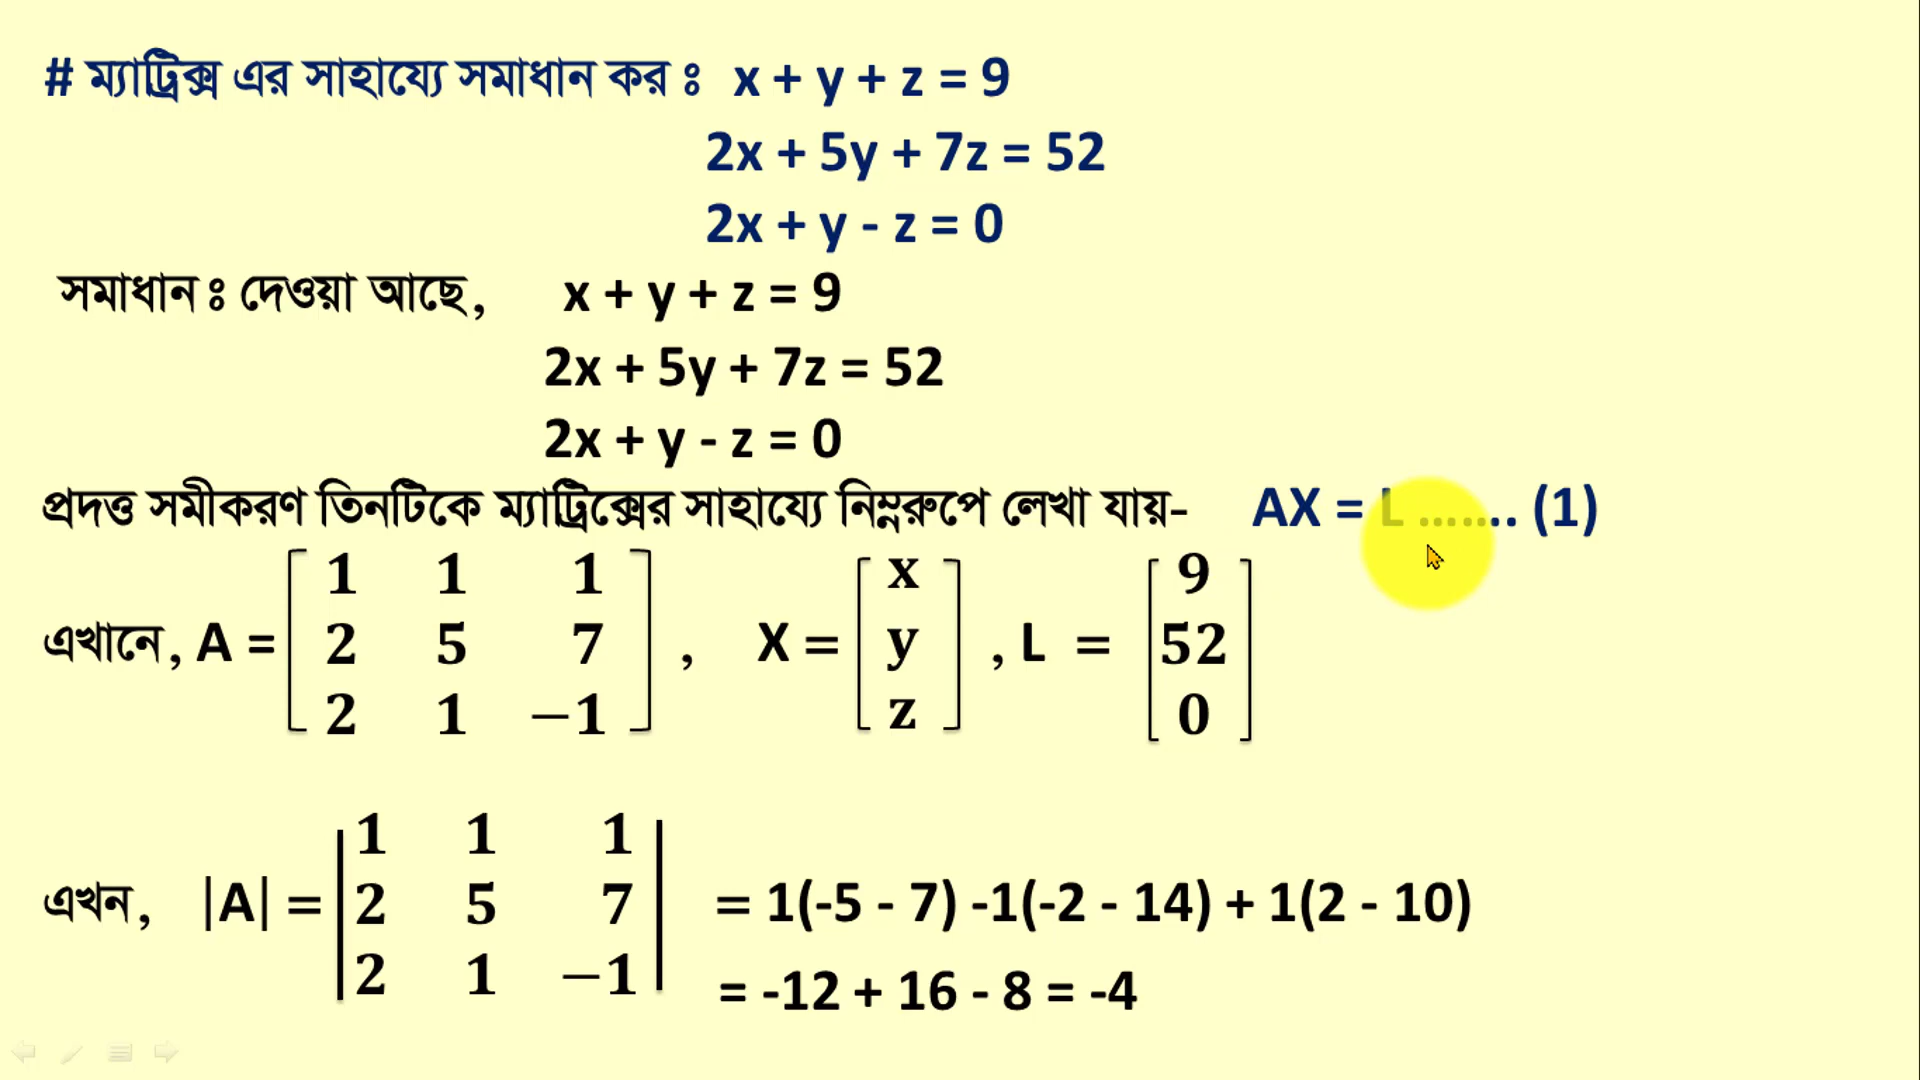 # ম্যাট্রিক্স এর সাহায্যে সমাধান কর ঃ x + y + z = 9
2x + 5y + 7z = 52
2x + y - z = 0
সমাধান ঃ দেওয়া আছে, x + y + z = 9
2x + 5y + 7z = 52
2x + y - z = 0
প্রদত্ত সমীকরণ তিনটিকে ম্যাট্রিক্সের সাহায্যে নিম্নরুপে লেখা যায়- AX = L ....... (1)
1 1 1 x 9
এখানে, A = 2 5 7 , X = y , L = 52
2 1 −1 z 0
1 1 1
এখন, |A| = 2 5 7 = 1(-5 - 7) -1(-2 - 14) + 1(2 - 10)
2 1 −1
= -12 + 16 - 8 = -4